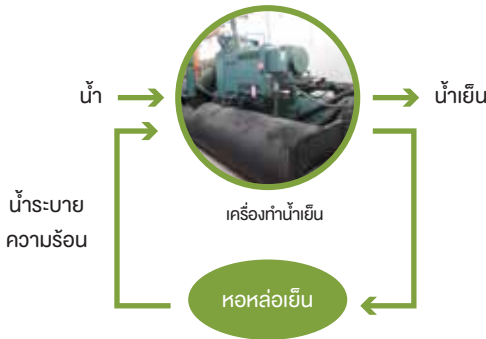 น้ำ
น้ำเย็น
เครื่องทำน้ำเย็น
น้ำระบาย
ความร้อน
หอหล่อเย็น